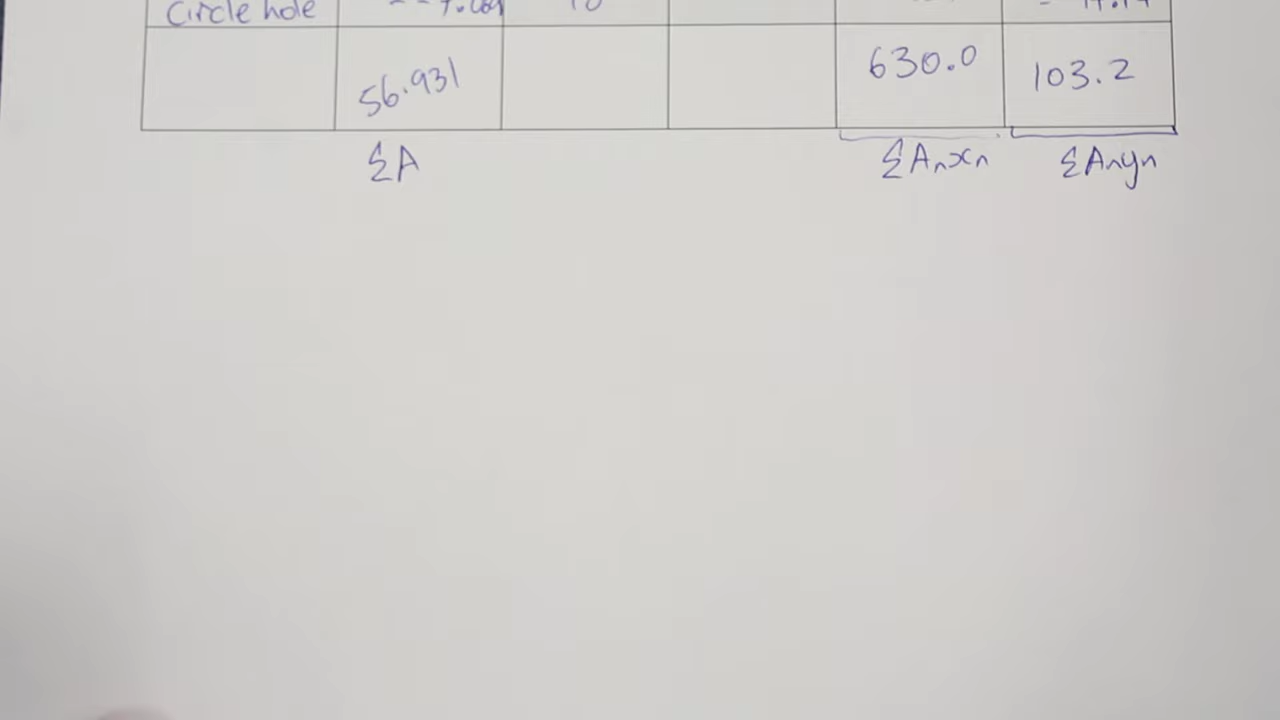 Circle hole
56.931 630.0 103.2
ΣA ΣAnxn ΣAnyn